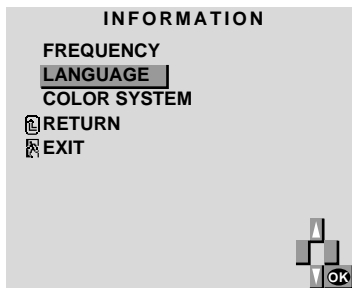 INFORMATION
FREQUENCY
LANGUAGE
COLOR SYSTEM
RETURN
EXIT
OK